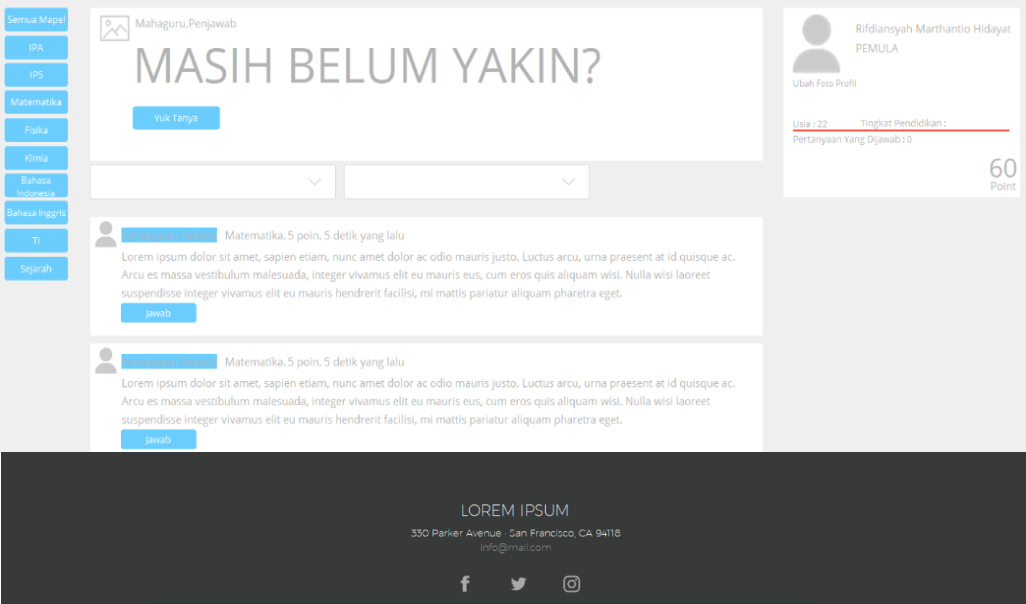 Semua Mapel
IPA
IPS
Matematika
Fisika
Kimia
Bahasa
Indonesia
Bahasa Inggris
TI
Sejarah
Mahaguru.Penjawab
MASIH BELUM YAKIN?
Yuk Tanya
Matematika. 5 poin. 5 detik yang lalu
Lorem ipsum dolor sit amet, sapien etiam, nunc amet dolor ac odio mauris justo. Luctus arcu, urna praesent at id quisque ac.
Arcu es massa vestibulum malesuada, integer vivamus elit eu mauris eus, cum eros quis aliquam wisi. Nulla wisi laoreet
suspendisse integer vivamus elit eu mauris hendrerit facilisi, mi mattis pariatur aliquam pharetra eget.
Jawab
Matematika. 5 poin. 5 detik yang lalu
Lorem ipsum dolor sit amet, sapien etiam, nunc amet dolor ac odio mauris justo. Luctus arcu, urna praesent at id quisque ac.
Arcu es massa vestibulum malesuada, integer vivamus elit eu mauris eus, cum eros quis aliquam wisi. Nulla wisi laoreet
suspendisse integer vivamus elit eu mauris hendrerit facilisi, mi mattis pariatur aliquam pharetra eget.
Jawab
Rifdiansyah Marthantio Hidayat
PEMULA
Ubah Foto Profil
Usia : 22 Tingkat Pendidikan :
Pertanyaan Yang Dijawab : 0
60
Point
LOREM IPSUM
330 Parker Avenue · San Francisco, CA 94118
info@mail.com